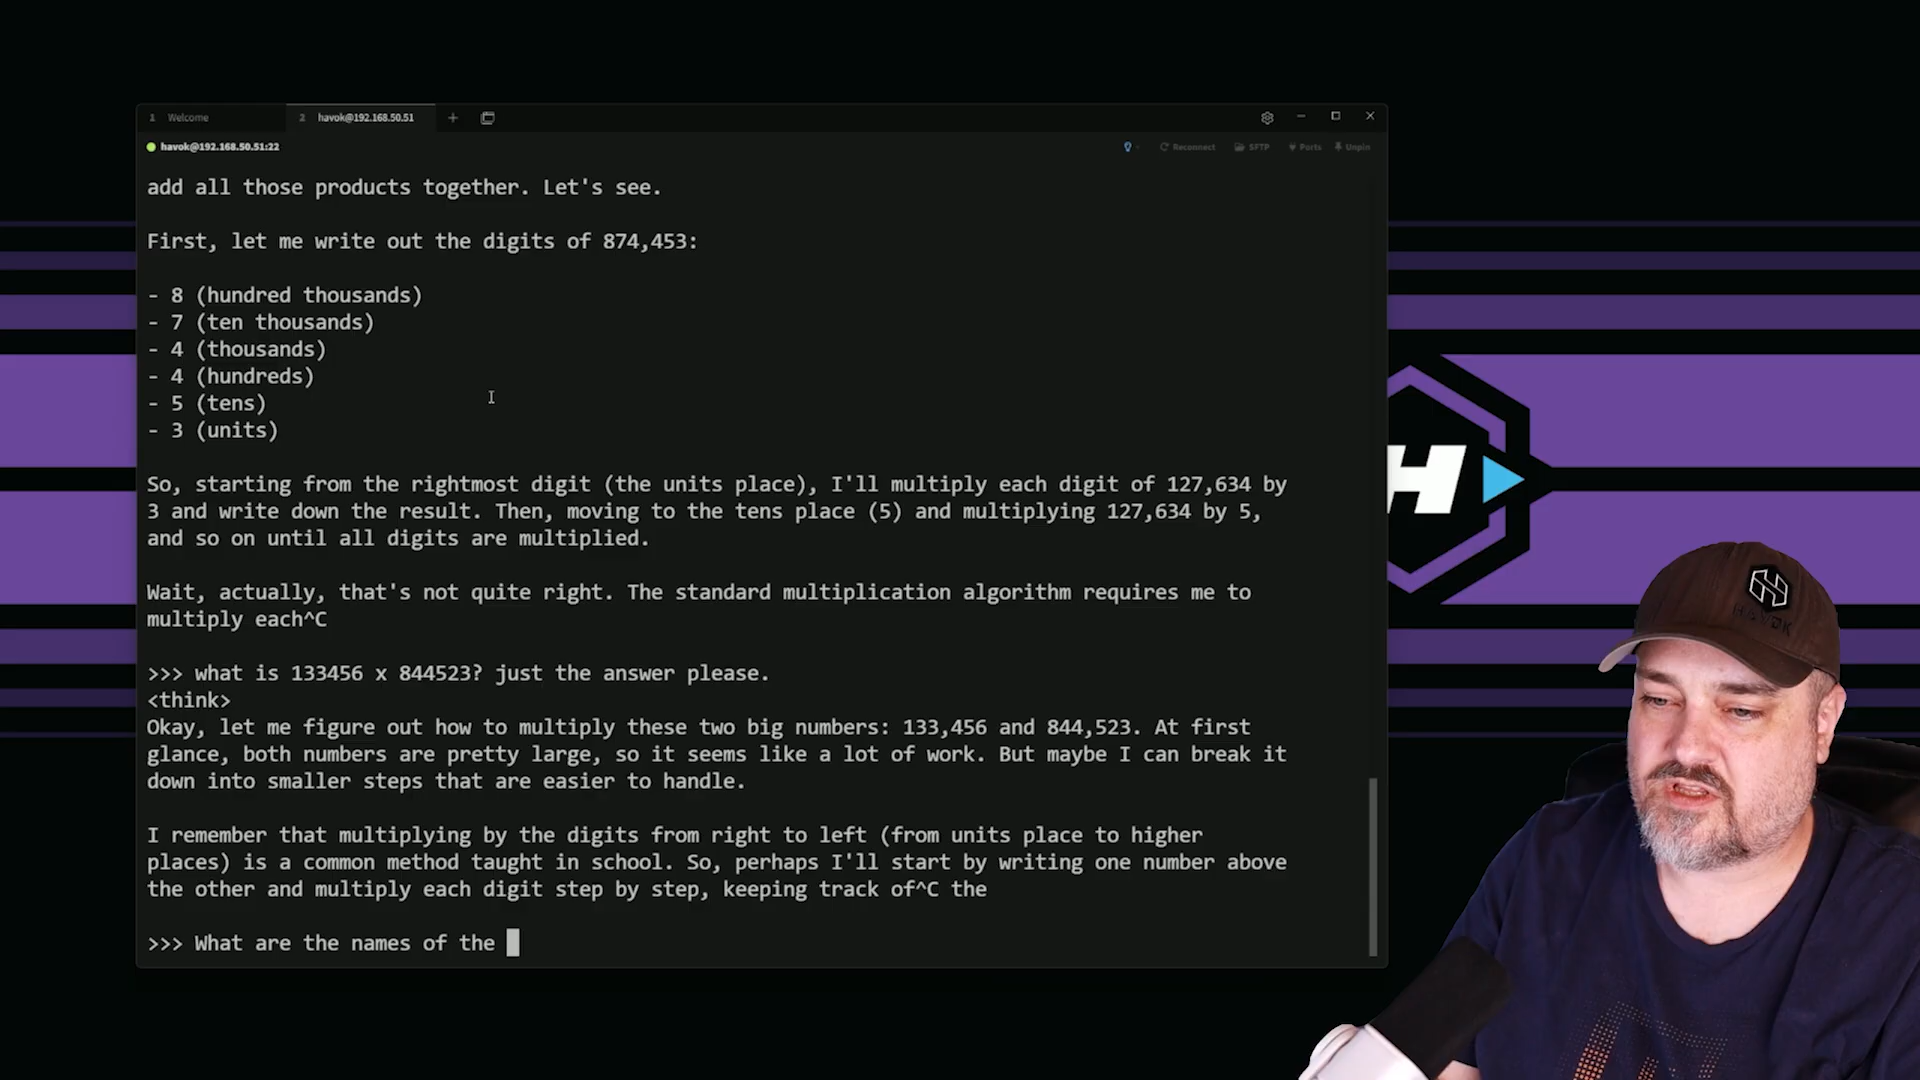 1 Welcome
2 havok@192.168.50.51
havok@192.168.50.51:22
Reconnect SFTP Ports Unpin
add all those products together. Let's see.
First, let me write out the digits of 874,453:
- 8 (hundred thousands)
- 7 (ten thousands)
- 4 (thousands)
- 4 (hundreds)
- 5 (tens)
- 3 (units)
So, starting from the rightmost digit (the units place), I'll multiply each digit of 127,634 by
3 and write down the result. Then, moving to the tens place (5) and multiplying 127,634 by 5,
and so on until all digits are multiplied.
Wait, actually, that's not quite right. The standard multiplication algorithm requires me to
multiply each^C
>>> what is 133456 x 844523? just the answer please.
<think>
Okay, let me figure out how to multiply these two big numbers: 133,456 and 844,523. At first
glance, both numbers are pretty large, so it seems like a lot of work. But maybe I can break it
down into smaller steps that are easier to handle.
I remember that multiplying by the digits from right to left (from units place to higher
places) is a common method taught in school. So, perhaps I'll start by writing one number above
the other and multiply each digit step by step, keeping track of^C the
>>> What are the names of the
H
HAVOK